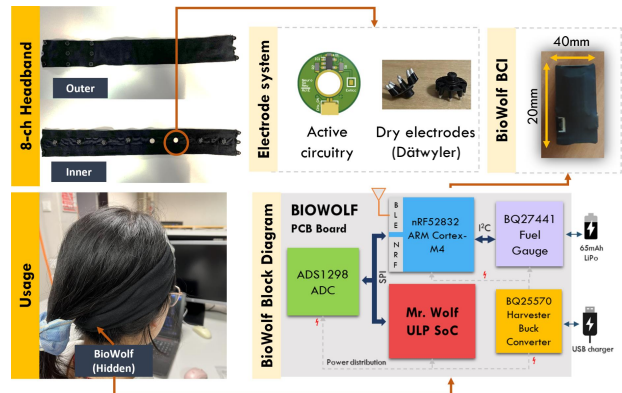 8-ch Headband
Outer
Inner
Electrode system
Active
circuitry
Dry electrodes
(Dätwyler)
BioWolf BCI
40mm
20mm
Usage
BioWolf
(Hidden)
BioWolf Block Diagram
BIOWOLF
PCB Board
BLE
NRF
nRF52832
ARM Cortex-
M4
I²C
BQ27441
Fuel
Gauge
65mAh
LiPo
ADS1298
ADC
SPI
Mr. Wolf
ULP SoC
BQ25570
Harvester
Buck
Converter
USB charger
Power distribution